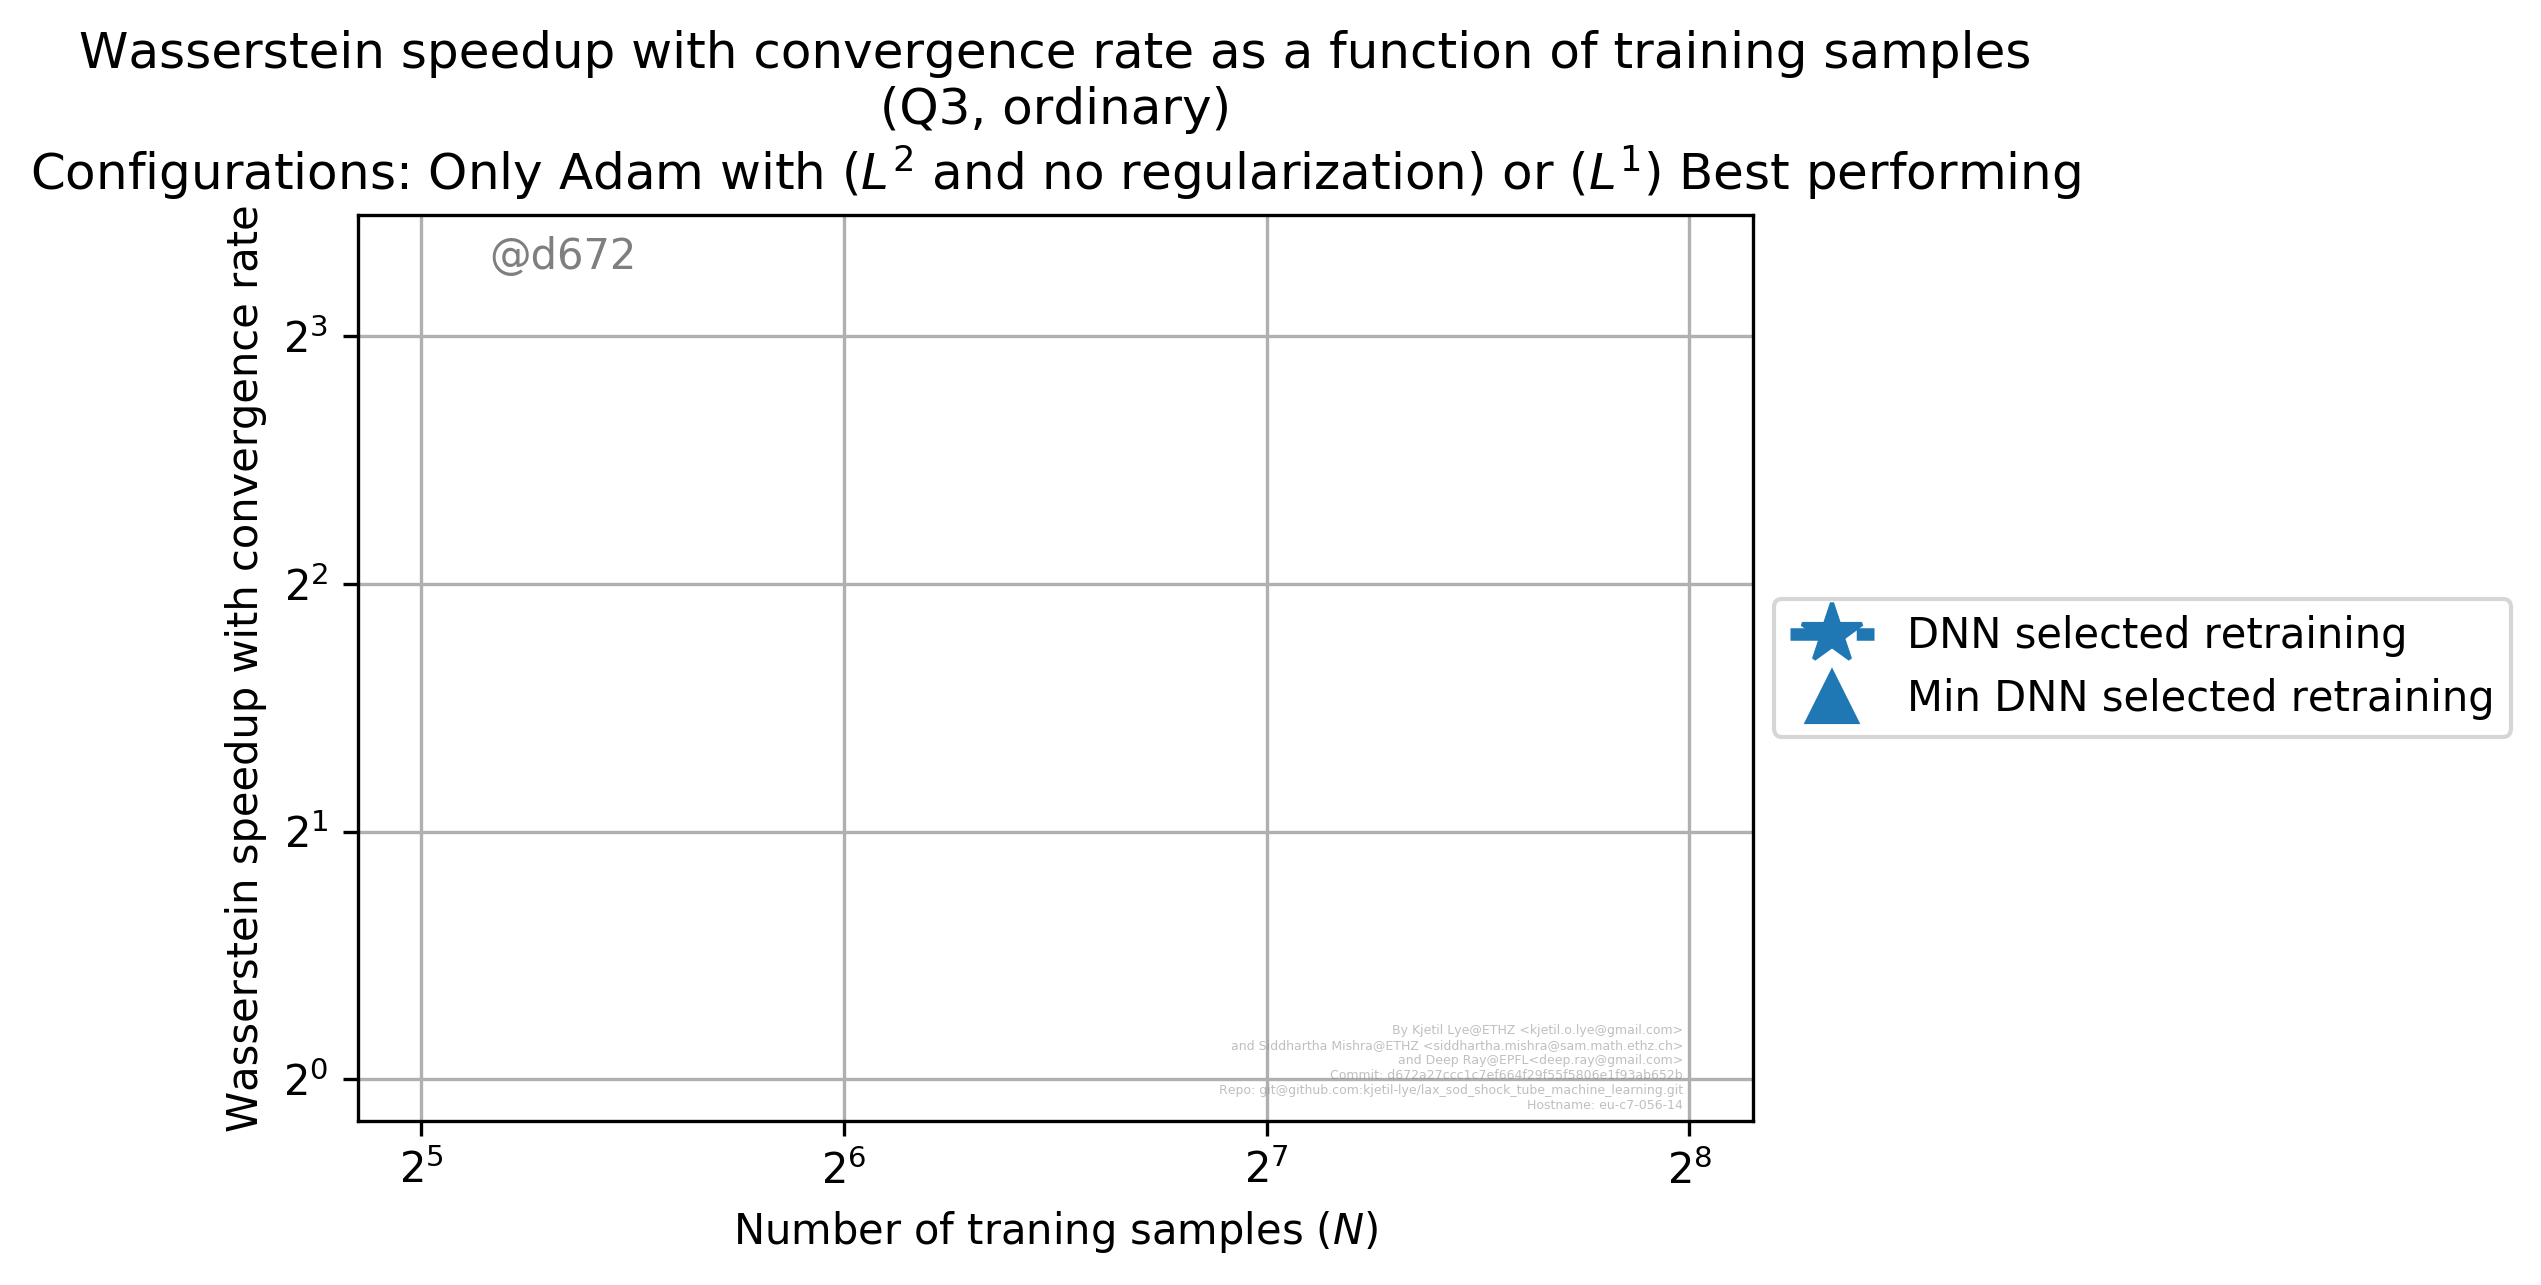 Wasserstein speedup with convergence rate as a function of training samples
(Q3, ordinary)
Configurations: Only Adam with (L² and no regularization) or (L¹) Best performing
@d672
Wasserstein speedup with convergence rate
2³
2²
2¹
2⁰
DNN selected retraining
Min DNN selected retraining
By Kjetil Lye@ETHZ <kjetil.o.lye@gmail.com>
and Siddhartha Mishra@ETHZ <siddhartha.mishra@sam.math.ethz.ch>
and Deep Ray@EPFL<deep.ray@gmail.com>
Commit: d672a27ccc1c7ef664f29f55f5806e1f93ab652b
Repo: git@github.com:kjetil-lye/lax_sod_shock_tube_machine_learning.git
Hostname: eu-c7-056-14
2⁵ 2⁶ 2⁷ 2⁸
Number of traning samples (N)